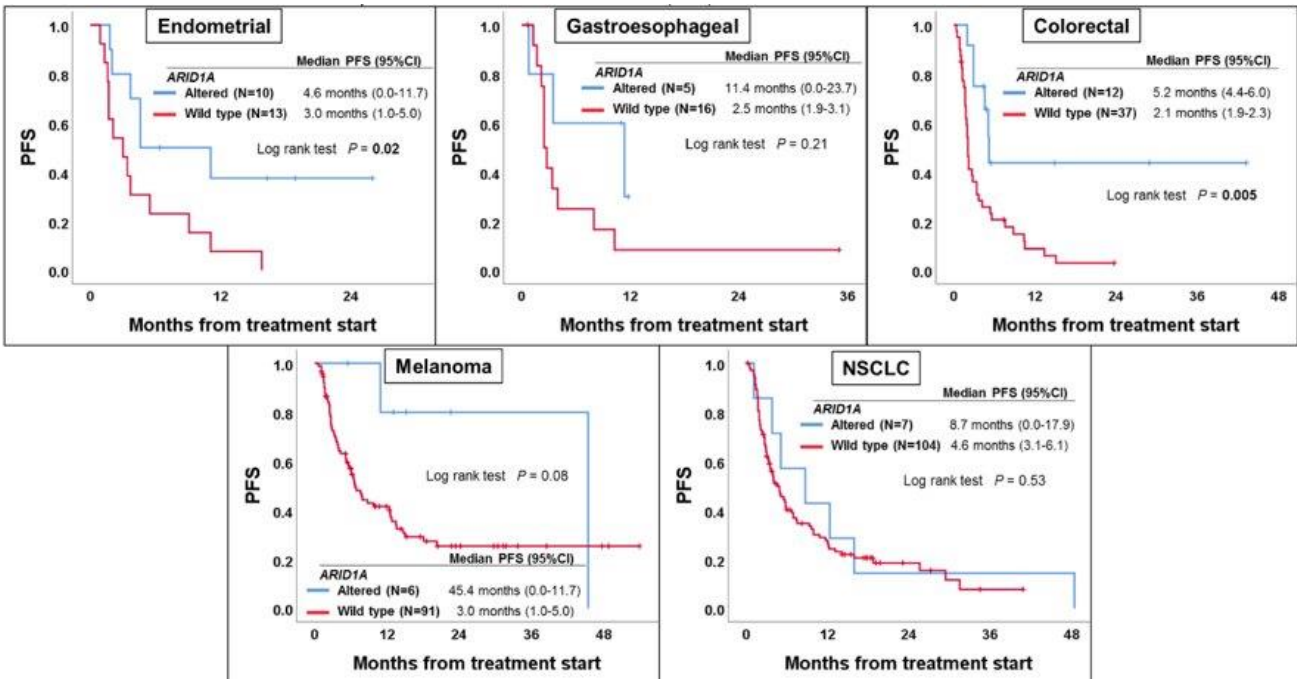 Endometrial
Median PFS (95%CI)
ARID1A
Altered (N=10) 4.6 months (0.0-11.7)
Wild type (N=13) 3.0 months (1.0-5.0)
Log rank test P = 0.02
PFS
1.0
0.8
0.6
0.4
0.2
0.0
0 12 24
Months from treatment start
Gastroesophageal
Median PFS (95%CI)
ARID1A
Altered (N=5) 11.4 months (0.0-23.7)
Wild type (N=16) 2.5 months (1.9-3.1)
Log rank test P = 0.21
PFS
1.0
0.8
0.6
0.4
0.2
0.0
0 12 24 36
Months from treatment start
Colorectal
Median PFS (95%CI)
ARID1A
Altered (N=12) 5.2 months (4.4-6.0)
Wild type (N=37) 2.1 months (1.9-2.3)
Log rank test P = 0.005
PFS
1.0
0.8
0.6
0.4
0.2
0.0
0 12 24 36 48
Months from treatment start
Melanoma
Log rank test P = 0.08
Median PFS (95%CI)
ARID1A
Altered (N=6) 45.4 months (0.0-11.7)
Wild type (N=91) 3.0 months (1.0-5.0)
PFS
1.0
0.8
0.6
0.4
0.2
0.0
0 12 24 36 48
Months from treatment start
NSCLC
Median PFS (95%CI)
ARID1A
Altered (N=7) 8.7 months (0.0-17.9)
Wild type (N=104) 4.6 months (3.1-6.1)
Log rank test P = 0.53
PFS
1.0
0.8
0.6
0.4
0.2
0.0
0 12 24 36 48
Months from treatment start